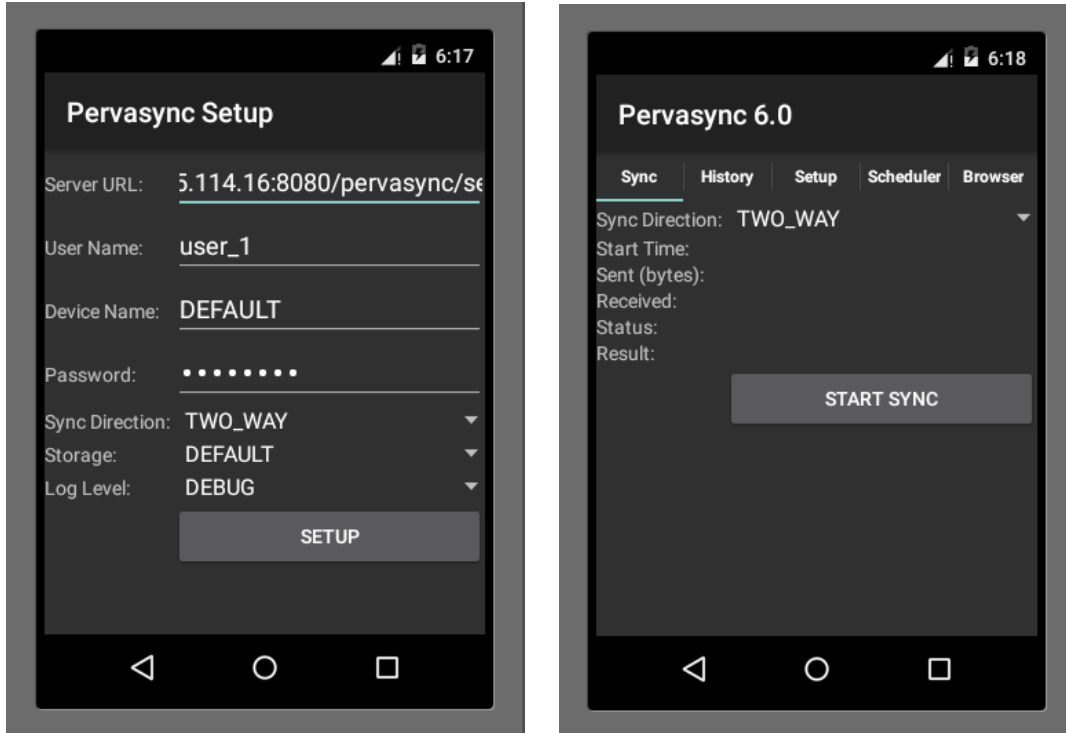 6:17
Pervasync Setup
Server URL: 5.114.16:8080/pervasync/se
User Name: user_1
Device Name: DEFAULT
Password: ••••••••
Sync Direction: TWO_WAY
Storage: DEFAULT
Log Level: DEBUG
SETUP
6:18
Pervasync 6.0
Sync History Setup Scheduler Browser
Sync Direction: TWO_WAY
Start Time:
Sent (bytes):
Received:
Status:
Result:
START SYNC